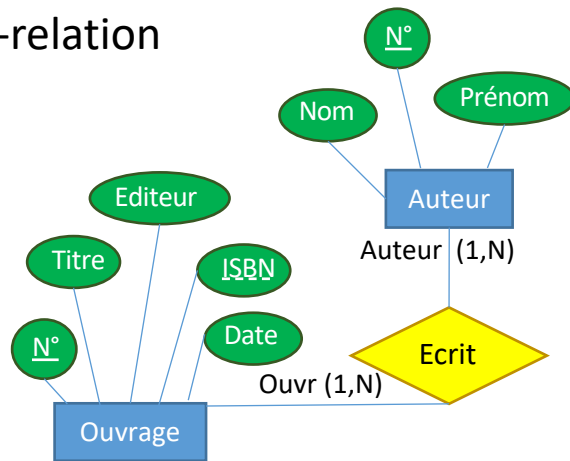 -relation
N°
Nom
Prénom
Auteur
Auteur (1,N)
Editeur
Titre
ISBN
Date
N°
Ecrit
Ouvr (1,N)
Ouvrage